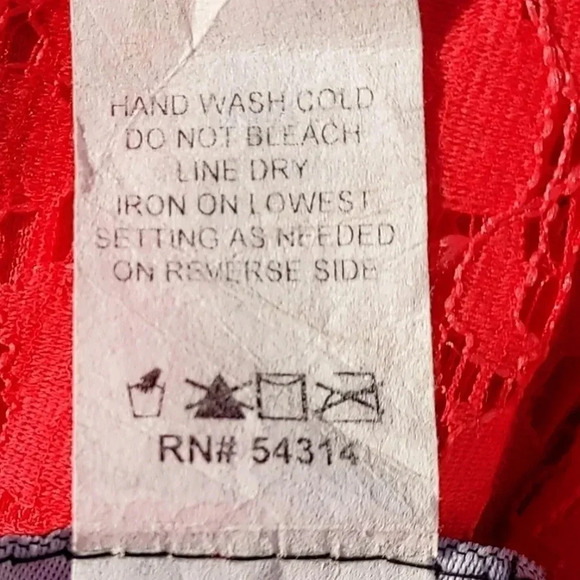 HAND WASH COLD
DO NOT BLEACH
LINE DRY
IRON ON LOWEST
SETTING AS NEEDED
ON REVERSE SIDE
RN# 54314